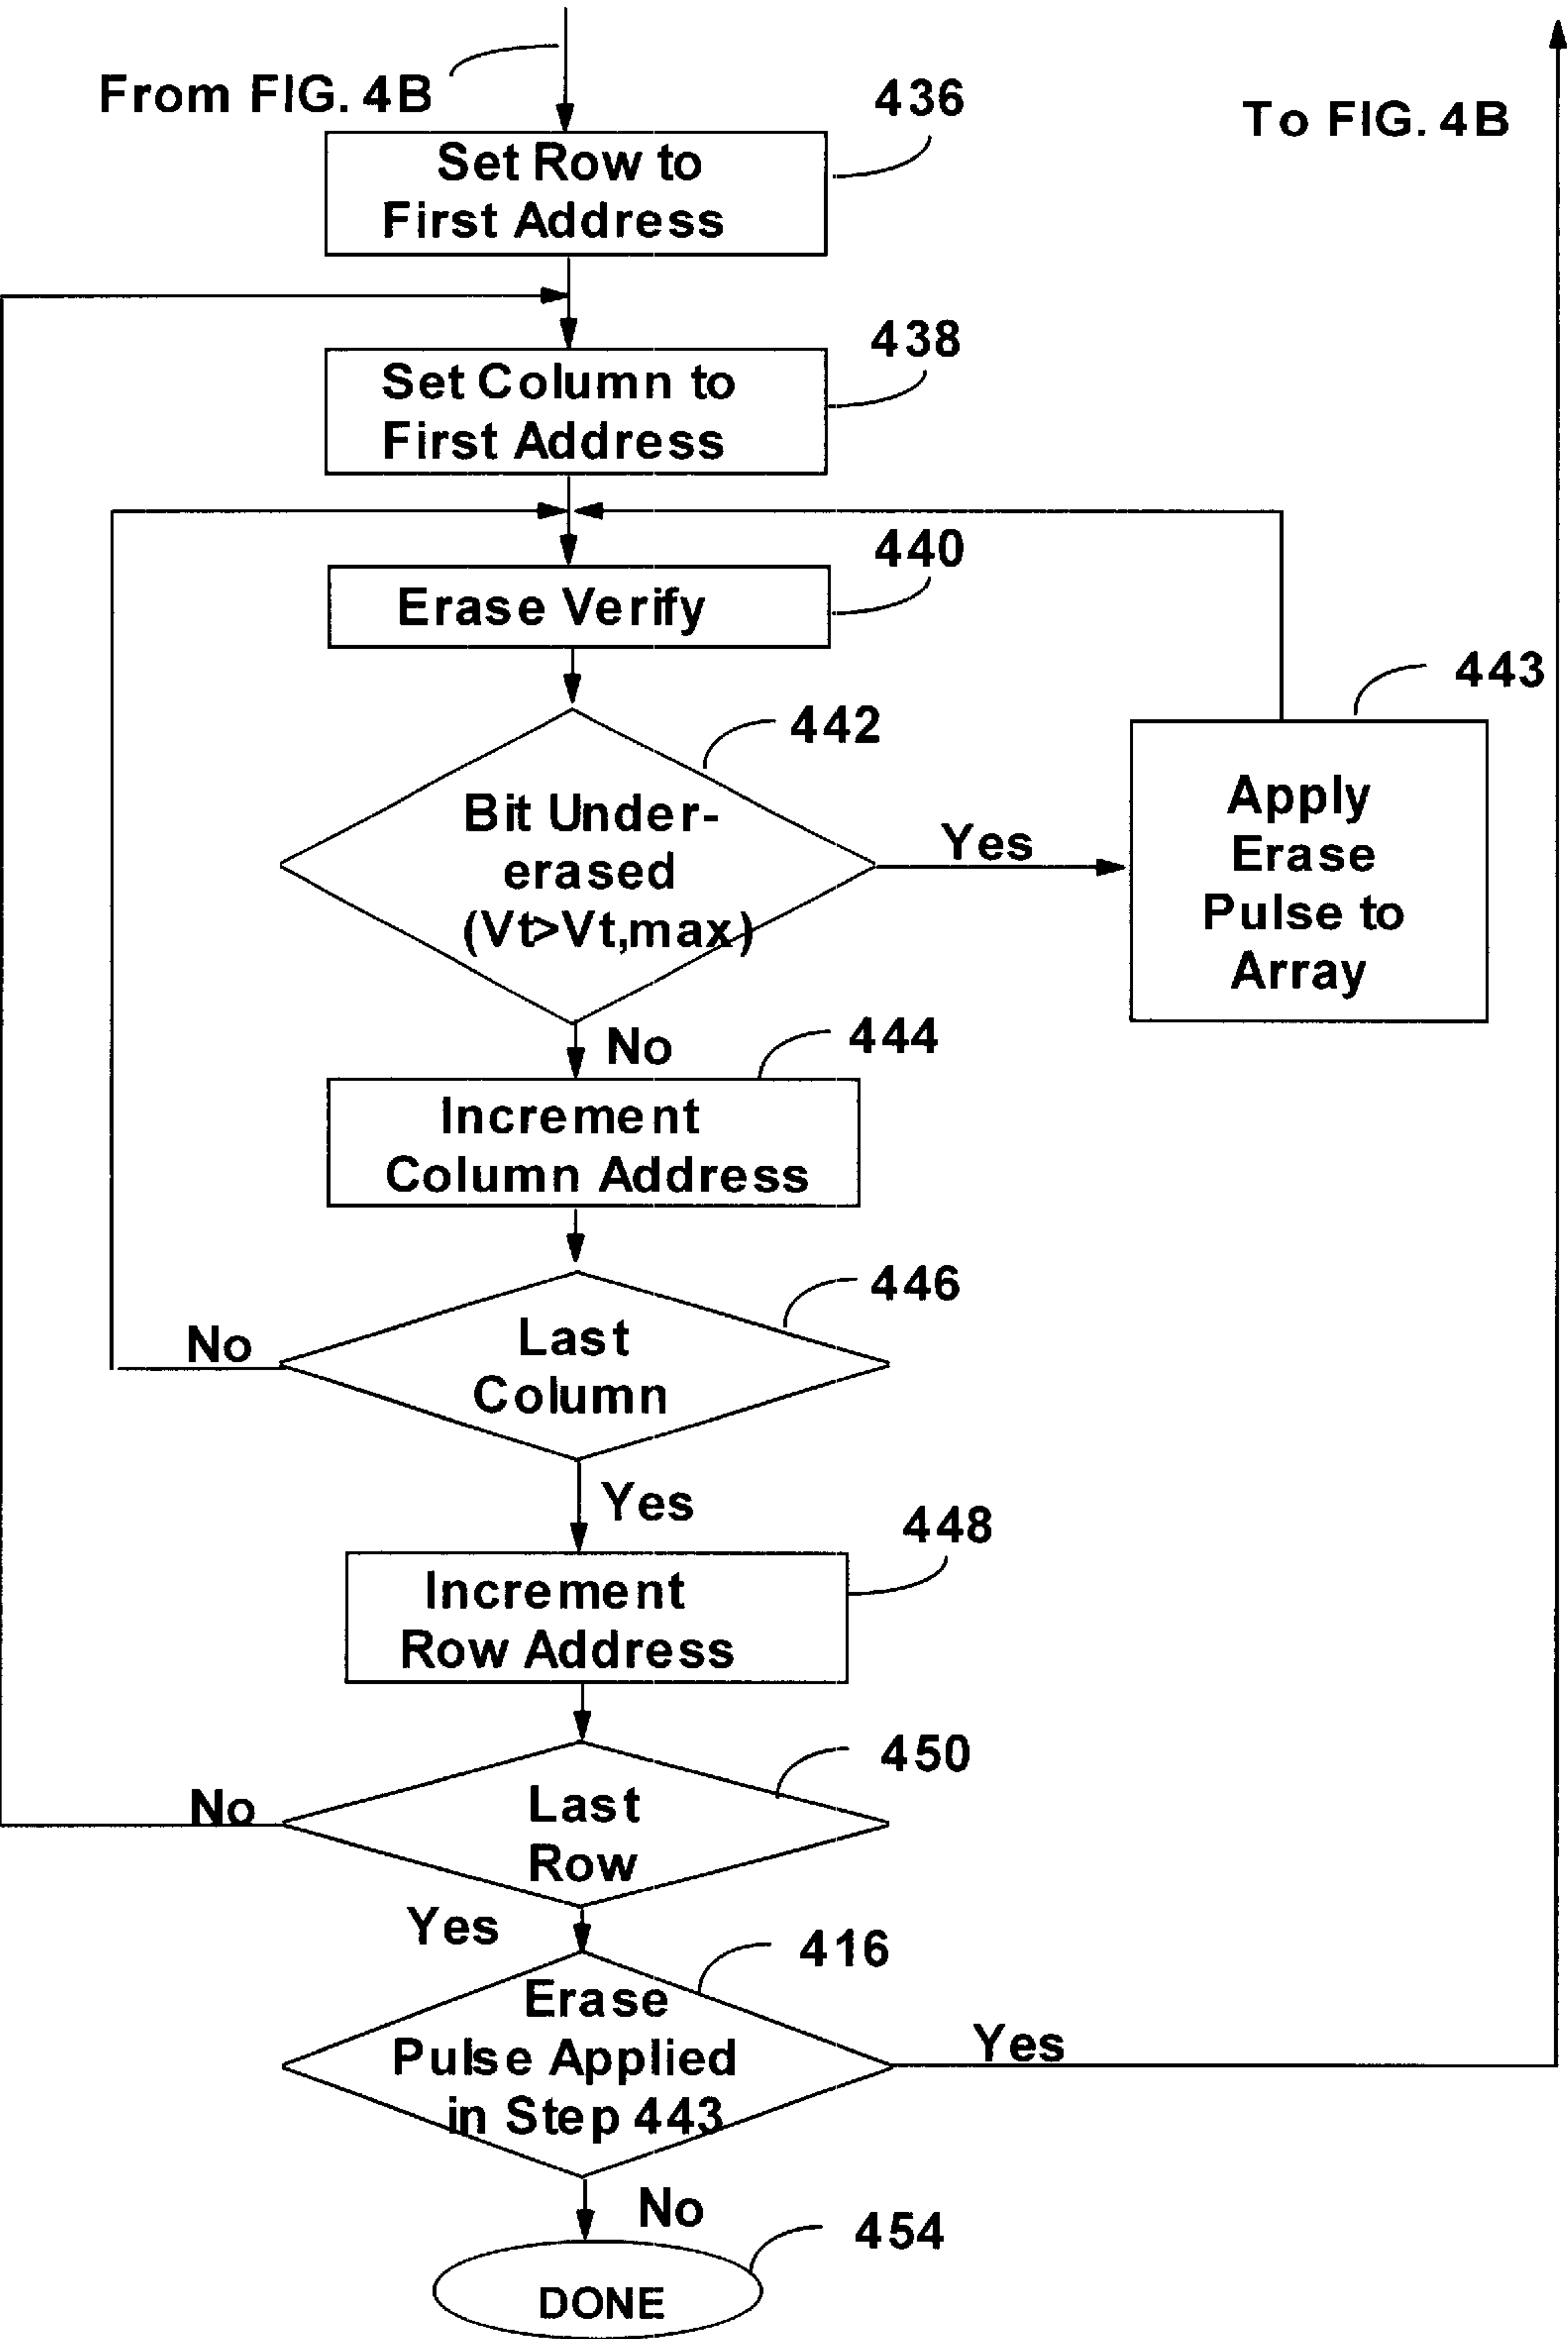 From FIG. 4B
To FIG. 4B
436
Set Row to
First Address
438
Set Column to
First Address
440
Erase Verify
442
443
Bit Under-
erased
(Vt>Vt,max)
Yes
Apply
Erase
Pulse to
Array
No
444
Increment
Column Address
446
Last
Column
No
Yes
448
Increment
Row Address
450
Last
Row
No
Yes
416
Erase
Pulse Applied
in Step 443
Yes
No
454
DONE